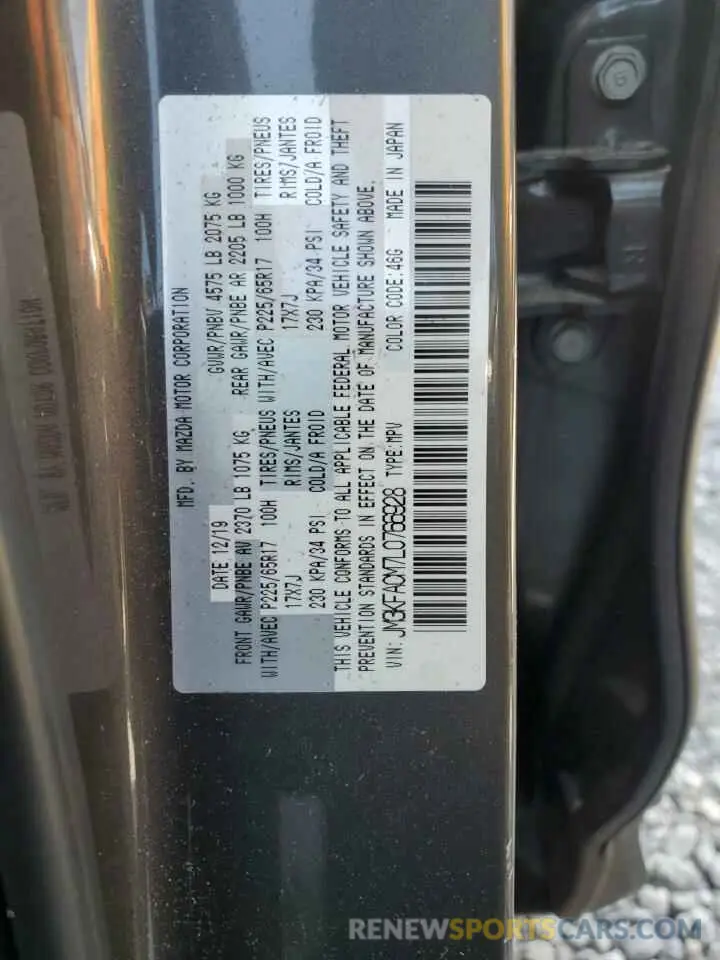 MFD. BY MAZDA MOTOR CORPORATION
DATE 12/19 GVWR/PNBV 4575 LB 2075 KG
FRONT GAWR/PNBE AV 2370 LB 1075 KG REAR GAWR/PNBE AR 2205 LB 1000 KG
WITH/AVEC P225/65R17 100H TIRES/PNEUS WITH/AVEC P225/65R17 100H TIRES/PNEUS
17X7J RIMS/JANTES 17X7J RIMS/JANTES
230 KPA/34 PSI COLD/A FROID 230 KPA/34 PSI COLD/A FROID
THIS VEHICLE CONFORMS TO ALL APPLICABLE FEDERAL MOTOR VEHICLE SAFETY AND THEFT
PREVENTION STANDARDS IN EFFECT ON THE DATE OF MANUFACTURE SHOWN ABOVE.
VIN: JM3KFACM7L0766928 TYPE:MPV COLOR CODE:46G MADE IN JAPAN
RENEWSPORTSCARS.COM